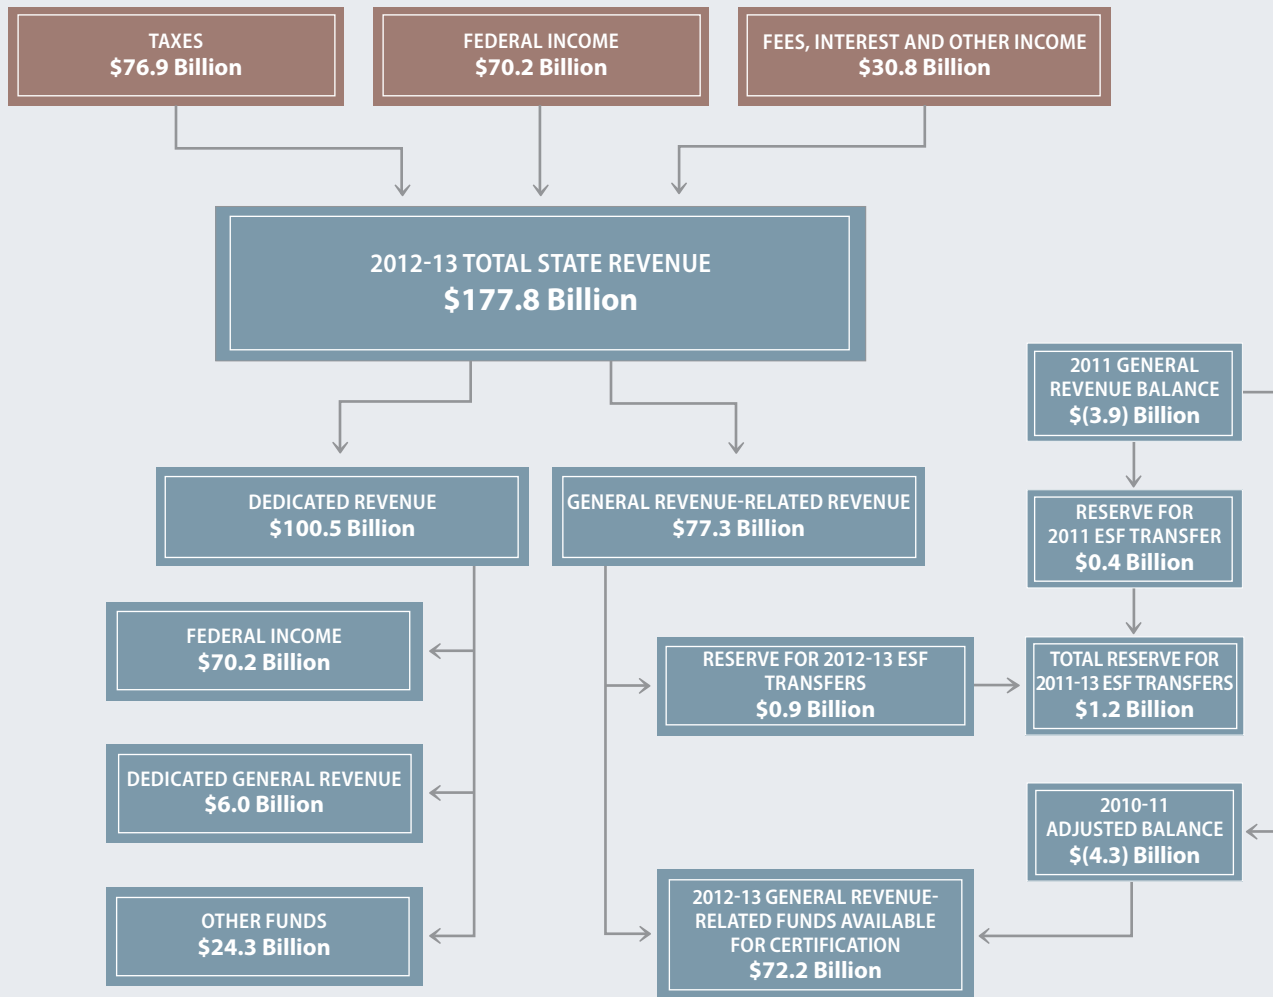 TAXES
$76.9 Billion
FEDERAL INCOME
$70.2 Billion
FEES, INTEREST AND OTHER INCOME
$30.8 Billion
2012-13 TOTAL STATE REVENUE
$177.8 Billion
2011 GENERAL
REVENUE BALANCE
$(3.9) Billion
DEDICATED REVENUE
$100.5 Billion
GENERAL REVENUE-RELATED REVENUE
$77.3 Billion
RESERVE FOR
2011 ESF TRANSFER
$0.4 Billion
FEDERAL INCOME
$70.2 Billion
RESERVE FOR 2012-13 ESF
TRANSFERS
$0.9 Billion
TOTAL RESERVE FOR
2011-13 ESF TRANSFERS
$1.2 Billion
DEDICATED GENERAL REVENUE
$6.0 Billion
2010-11
ADJUSTED BALANCE
$(4.3) Billion
OTHER FUNDS
$24.3 Billion
2012-13 GENERAL REVENUE-
RELATED FUNDS AVAILABLE
FOR CERTIFICATION
$72.2 Billion